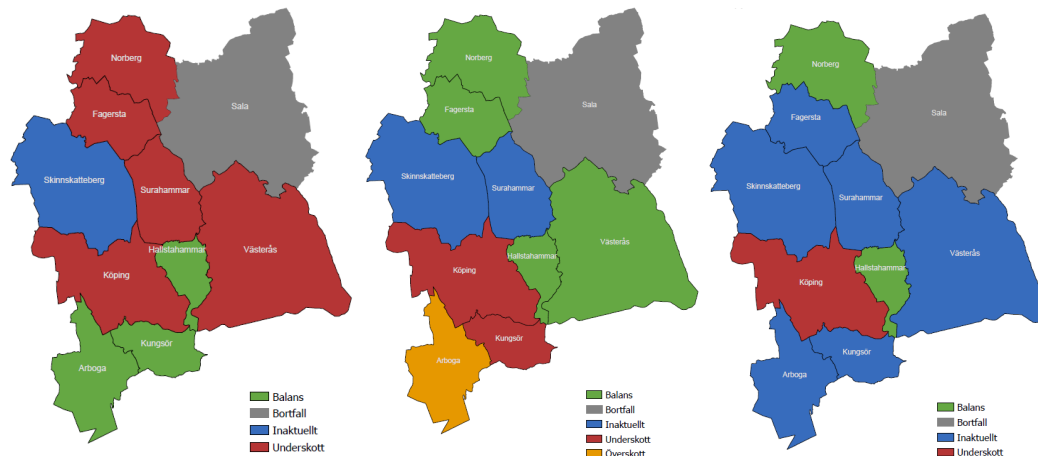 Norberg
Sala
Fagersta
Skinnskatteberg
Surahammar
Hallstahammar
Västerås
Köping
Kungsör
Arboga
Balans
Bortfall
Inaktuellt
Underskott
Norberg
Sala
Fagersta
Skinnskatteberg
Surahammar
Västerås
Hallstahammar
Köping
Kungsör
Arboga
Balans
Bortfall
Inaktuellt
Underskott
Överskott
Norberg
Sala
Fagersta
Skinnskatteberg
Surahammar
Västerås
Hallstahammar
Köping
Kungsör
Arboga
Balans
Bortfall
Inaktuellt
Underskott